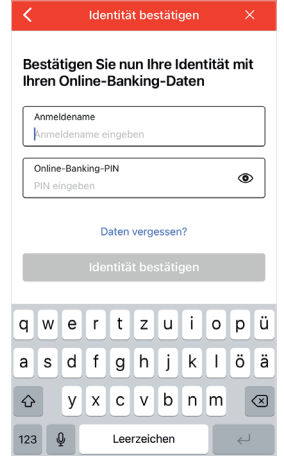 Identität bestätigen
Bestätigen Sie nun Ihre Identität mit
Ihren Online-Banking-Daten
Anmeldename
Anmeldename eingeben
Online-Banking-PIN
PIN eingeben
Daten vergessen?
Identität bestätigen
q w e r t z u i o p ü
a s d f g h j k l ö ä
y x c v b n m
123 Leerzeichen